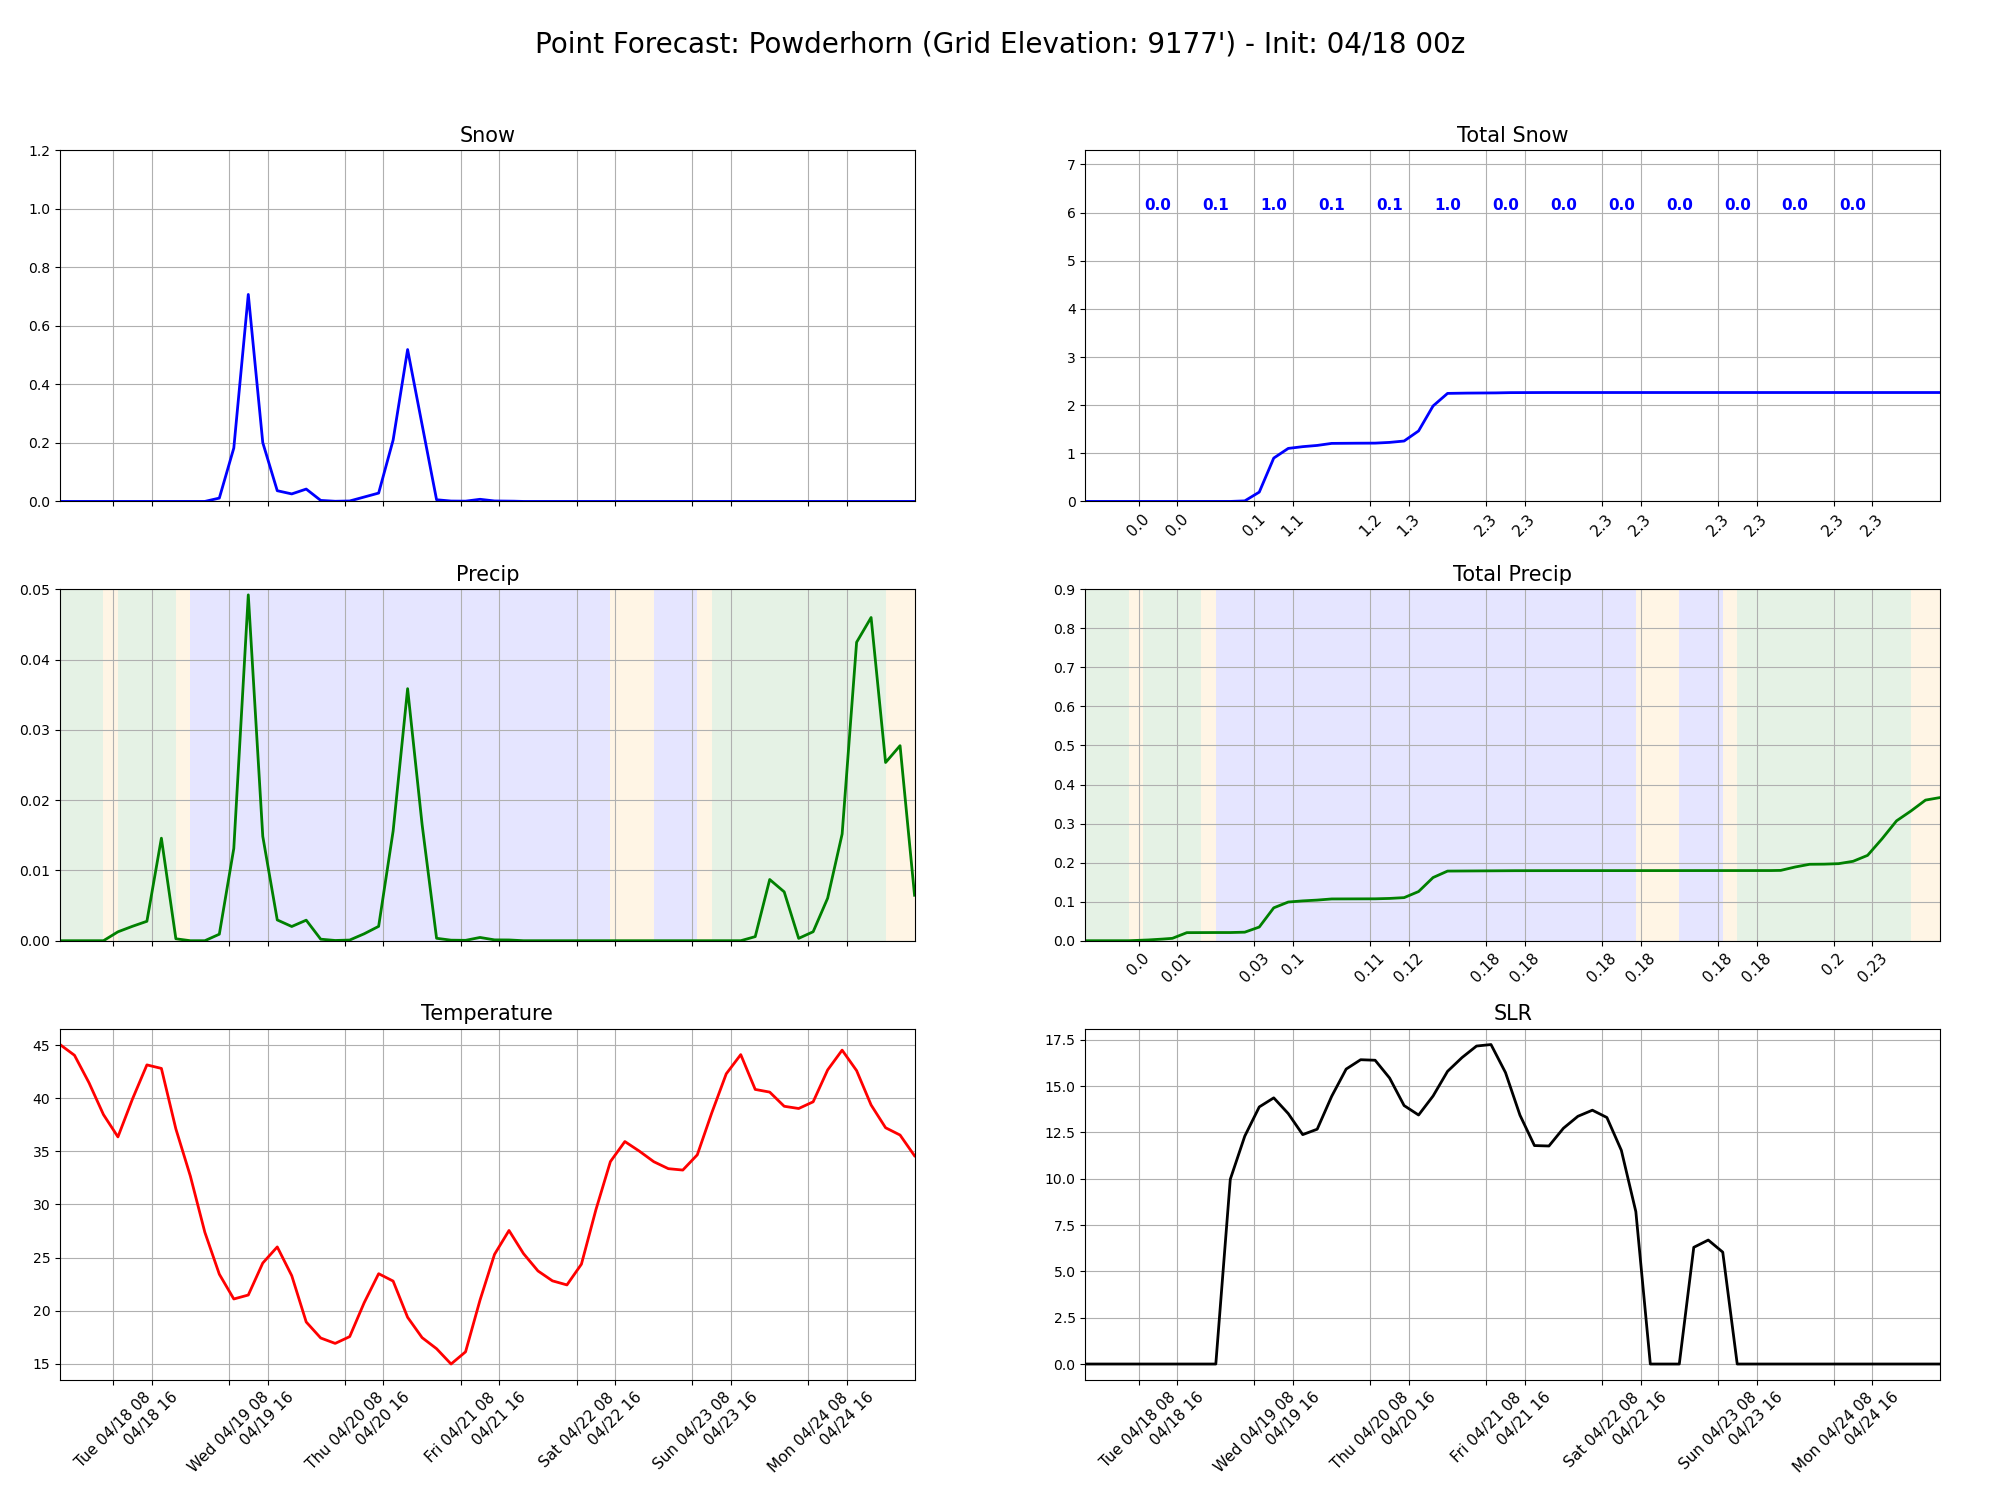 Point Forecast: Powderhorn (Grid Elevation: 9177') - Init: 04/18 00z
Snow
1.2
1.0
0.8
0.6
0.4
0.2
0.0
Total Snow
7
6
5
4
3
2
1
0
0.0 0.1 1.0 0.1 0.1 1.0 0.0 0.0 0.0 0.0 0.0 0.0 0.0
0.0 0.0 0.1 1.1 1.2 1.3 2.3 2.3 2.3 2.3 2.3 2.3 2.3 2.3
Precip
0.05
0.04
0.03
0.02
0.01
0.00
Total Precip
0.9
0.8
0.7
0.6
0.5
0.4
0.3
0.2
0.1
0.0
0.0 0.01 0.03 0.1 0.11 0.12 0.18 0.18 0.18 0.18 0.18 0.18 0.2 0.23
Temperature
45
40
35
30
25
20
15
Tue 04/18 08
04/18 16
Wed 04/19 08
04/19 16
Thu 04/20 08
04/20 16
Fri 04/21 08
04/21 16
Sat 04/22 08
04/22 16
Sun 04/23 08
04/23 16
Mon 04/24 08
04/24 16
SLR
17.5
15.0
12.5
10.0
7.5
5.0
2.5
0.0
Tue 04/18 08
04/18 16
Wed 04/19 08
04/19 16
Thu 04/20 08
04/20 16
Fri 04/21 08
04/21 16
Sat 04/22 08
04/22 16
Sun 04/23 08
04/23 16
Mon 04/24 08
04/24 16